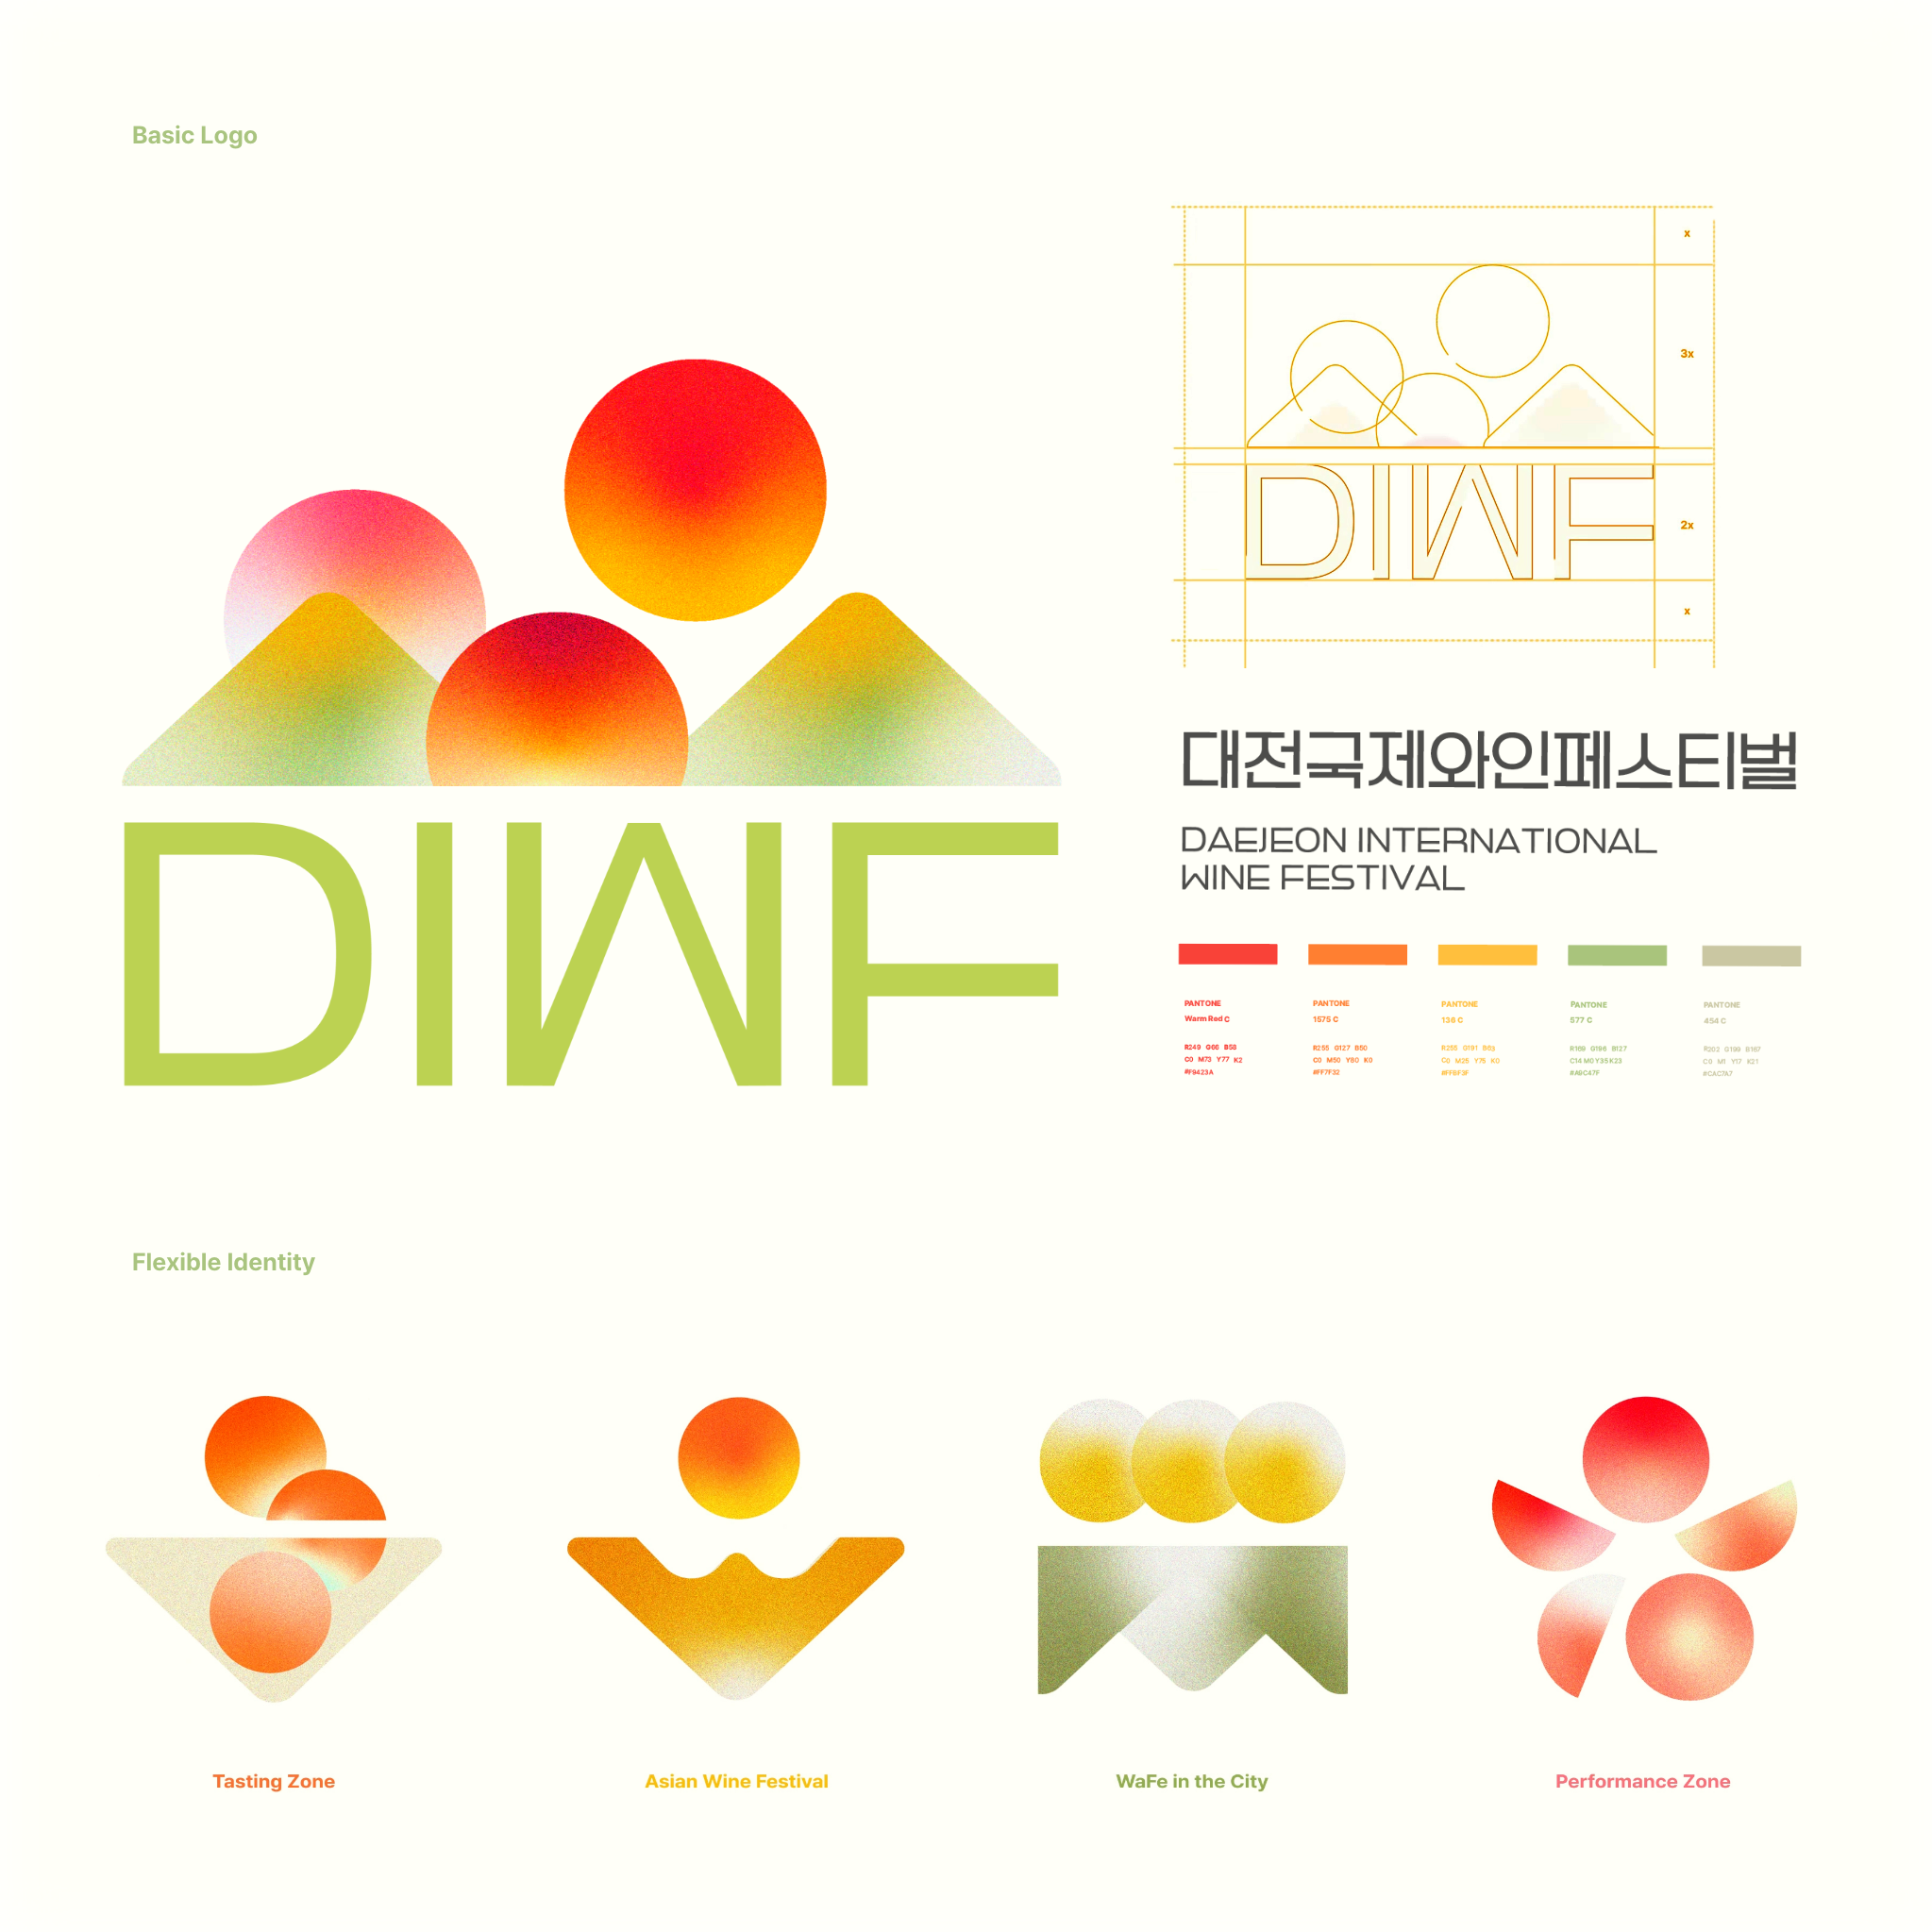 Basic Logo
x
3x
2x
x
DIWF
DIWF
대전국제와인페스티벌
DAEJEON INTERNATIONAL
WINE FESTIVAL
PANTONE
Warm Red C
R249 G66 B58
C0 M73 Y77 K2
#F9423A
PANTONE
1575 C
R255 G127 B50
C0 M50 Y80 K0
#FF7F32
PANTONE
136 C
R255 G191 B63
C0 M28 Y75 K0
#FFBF3F
PANTONE
577 C
R169 G196 B127
C14 M0 Y35 K23
#A9C47F
PANTONE
454 C
R202 G199 B167
C0 M1 Y17 K21
#CAC7A7
Flexible Identity
Tasting Zone
Asian Wine Festival
WaFe in the City
Performance Zone